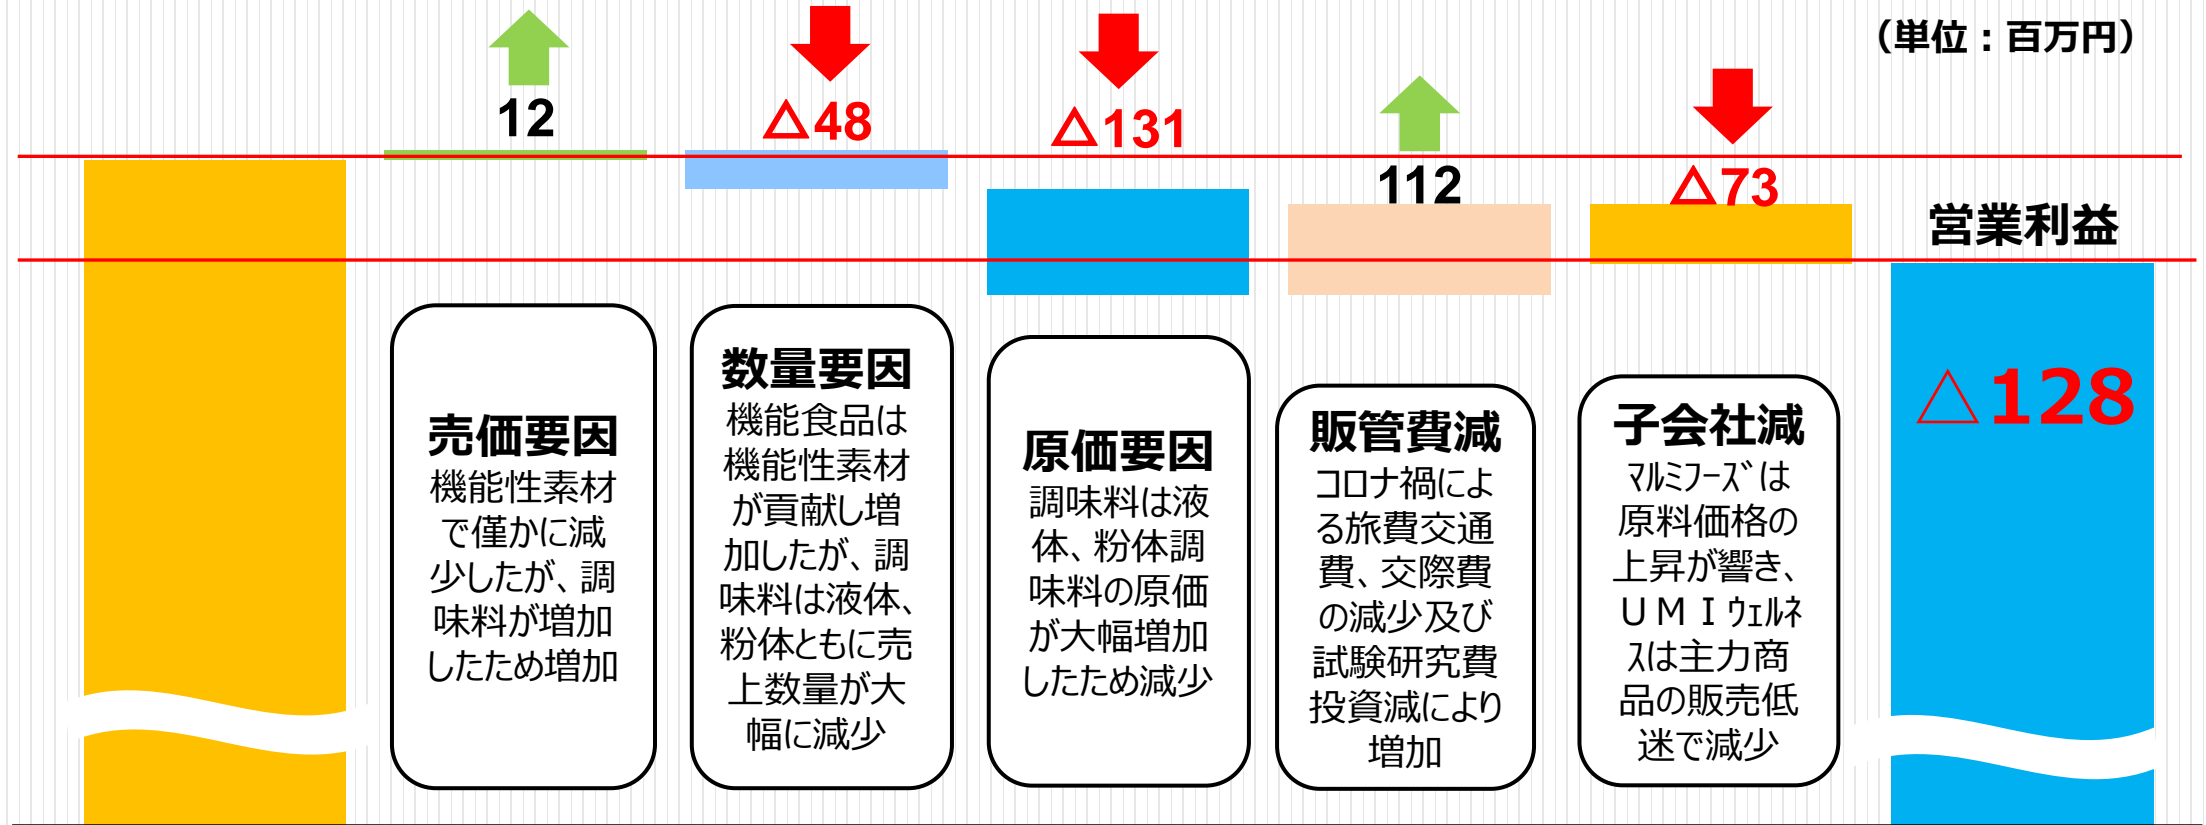 （単位：百万円）
12
△48
△131
112
△73
営業利益
△128
売価要因
機能性素材
で僅かに減
少したが、調
味料が増加
したため増加
数量要因
機能食品は
機能性素材
が貢献し増
加したが、調
味料は液体、
粉体ともに売
上数量が大
幅に減少
原価要因
調味料は液
体、粉体調
味料の原価
が大幅増加
したため減少
販管費減
コロナ禍によ
る旅費交通
費、交際費
の減少及び
試験研究費
投資減により
増加
子会社減
ﾏﾙﾐﾌｰｽﾞは
原料価格の
上昇が響き、
ＵＭＩｳｪﾙﾈ
ｽは主力商
品の販売低
迷で減少